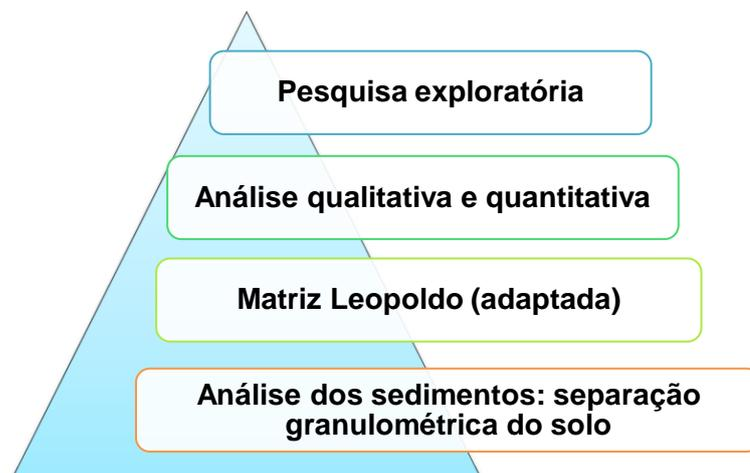 Pesquisa exploratória
Análise qualitativa e quantitativa
Matriz Leopoldo (adaptada)
Análise dos sedimentos: separação
granulométrica do solo